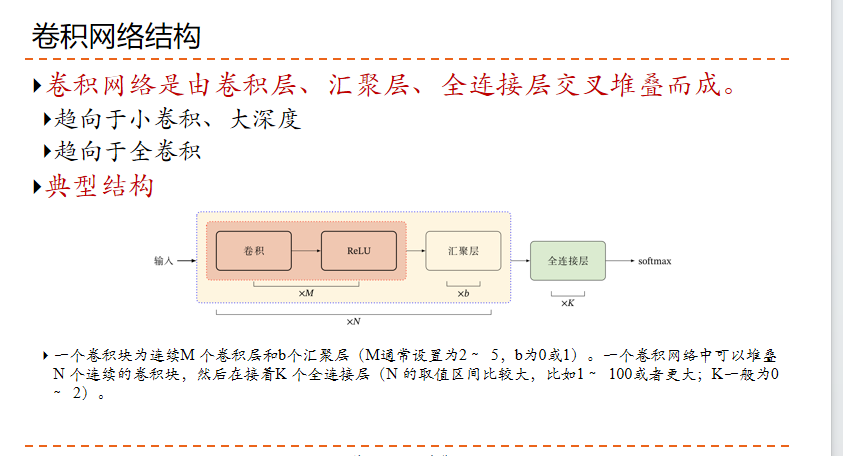 卷积网络结构
卷积网络是由卷积层、汇聚层、全连接层交叉堆叠而成。
趋向于小卷积、大深度
趋向于全卷积
典型结构
输入 卷积 ReLU 汇聚层 全连接层 softmax
×M ×b ×K
×N
一个卷积块为连续M 个卷积层和b个汇聚层（M通常设置为2 ~ 5，b为0或1）。一个卷积网络中可以堆叠
N 个连续的卷积块，然后在接着K 个全连接层（N 的取值区间比较大，比如1 ~ 100或者更大；K一般为0
~ 2）。